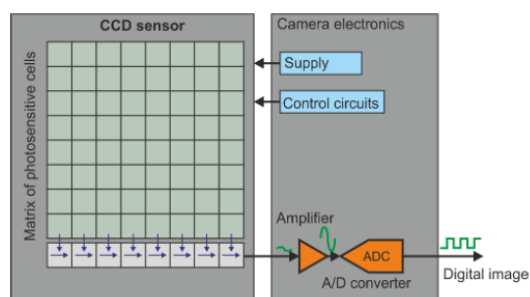 CCD sensor
Matrix of photosensitive cells
Camera electronics
Supply
Control circuits
Amplifier
ADC
A/D converter
Digital image